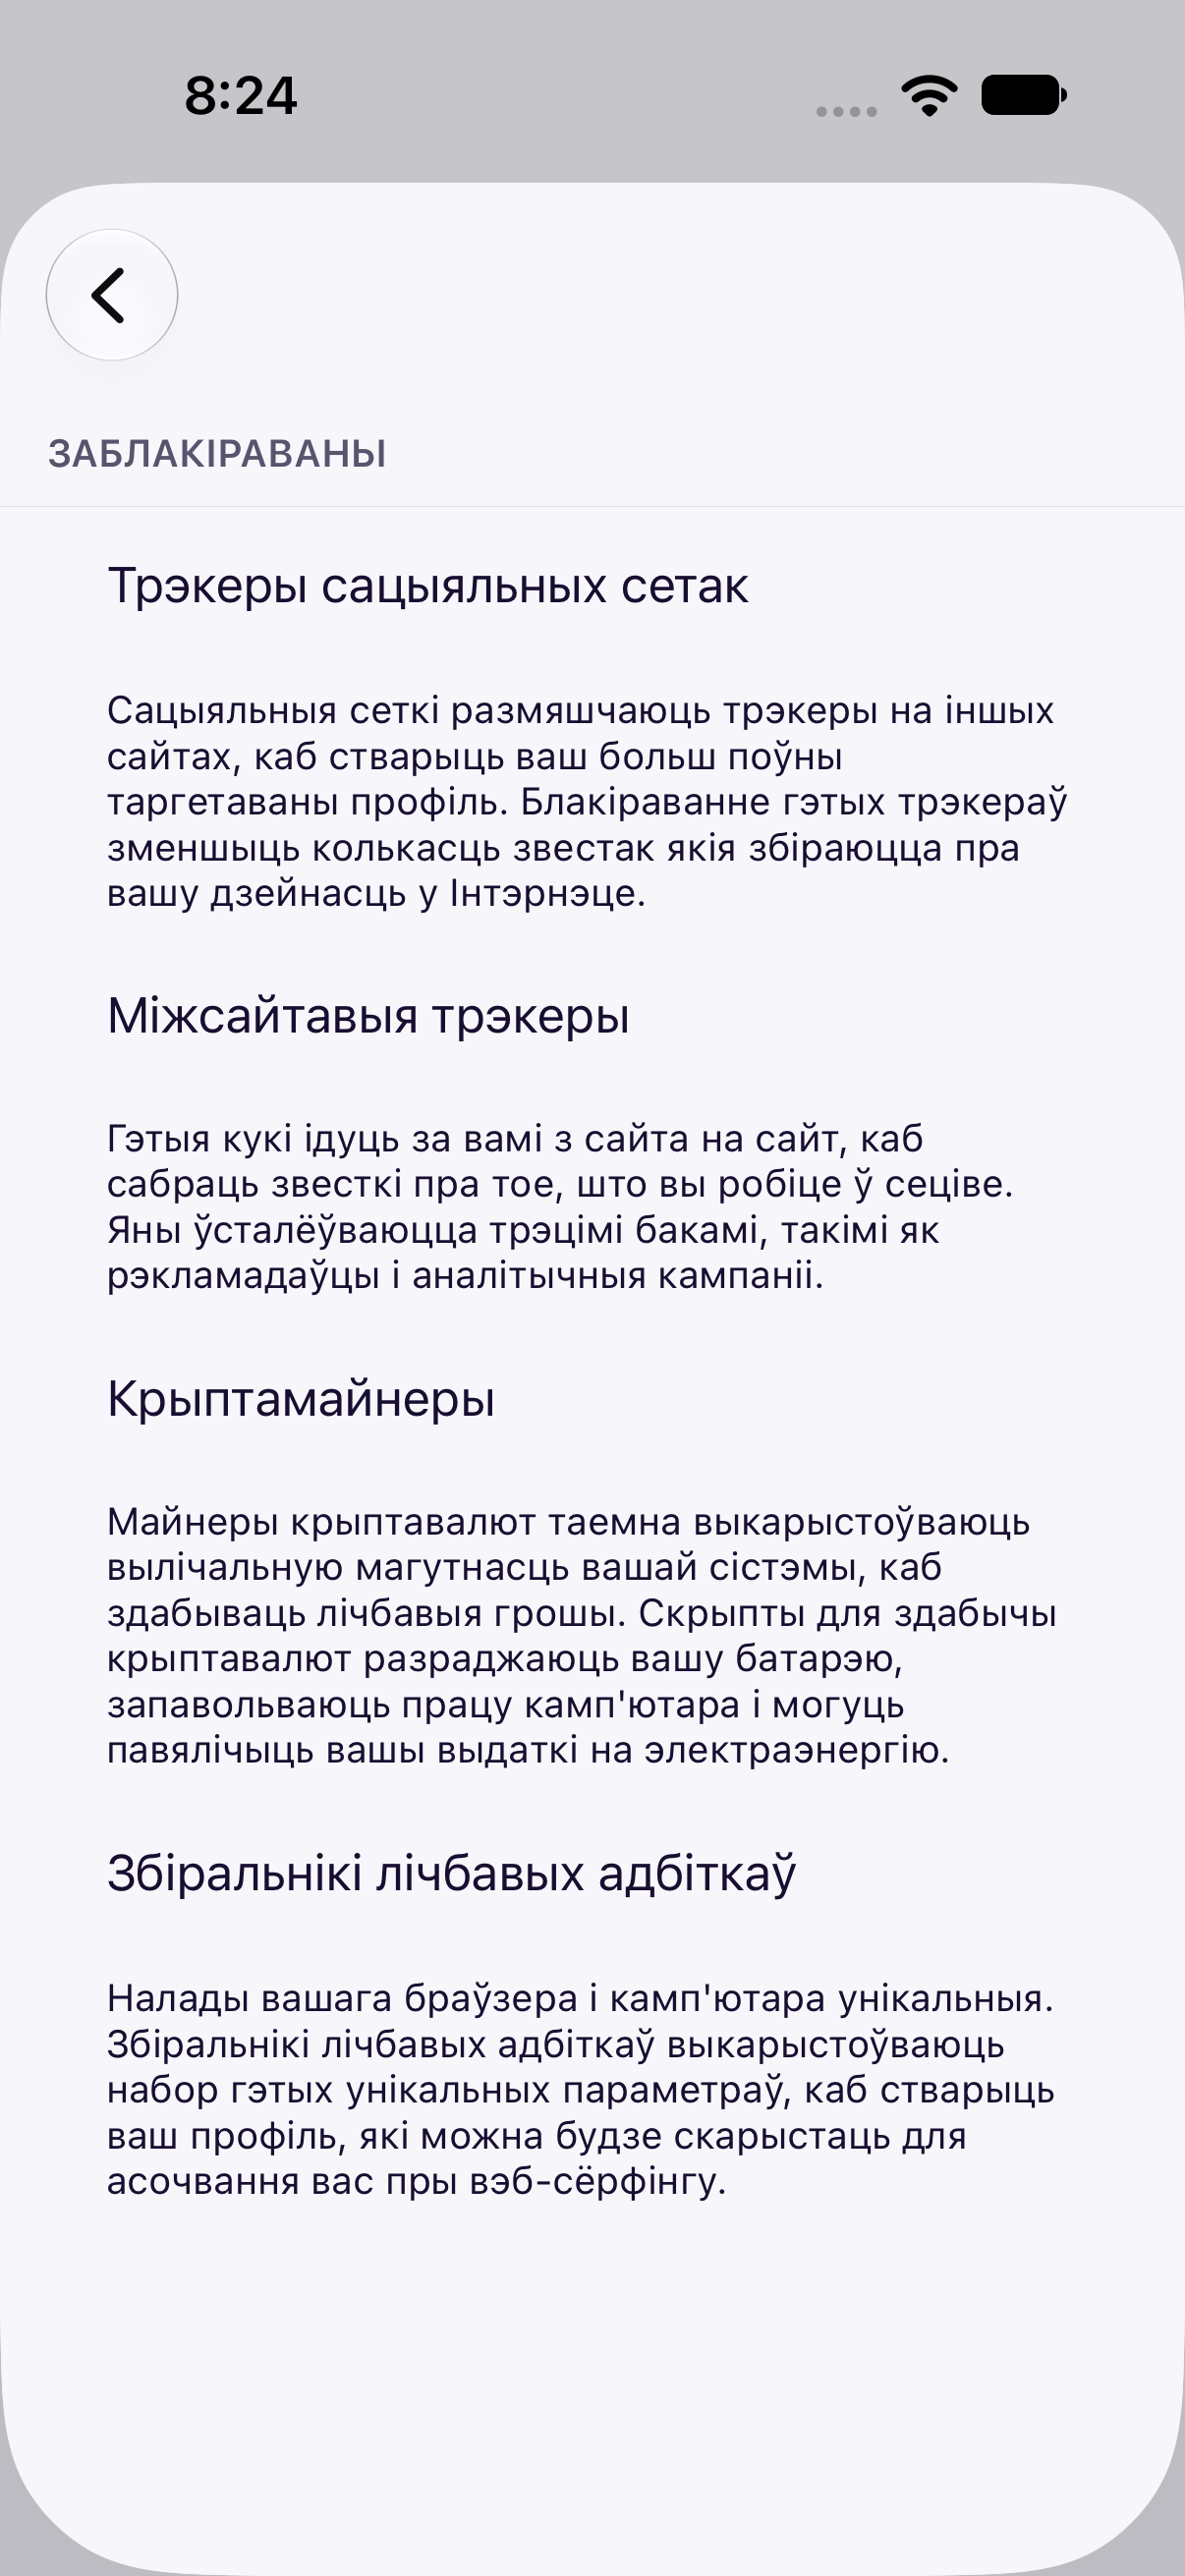 8:24
ЗАБЛАКІРАВАНЫ
Трэкеры сацыяльных сетак
Сацыяльныя сеткі размяшчаюць трэкеры на іншых
сайтах, каб стварыць ваш больш поўны
таргетаваны профіль. Блакіраванне гэтых трэкераў
зменшыць колькасць звестак якія збіраюцца пра
вашу дзейнасць у Інтэрнэце.
Міжсайтавыя трэкеры
Гэтыя кукі ідуць за вамі з сайта на сайт, каб
сабраць звесткі пра тое, што вы робіце ў сеціве.
Яны ўсталёўваюцца трэцімі бакамі, такімі як
рэкламадаўцы і аналітычныя кампаніі.
Крыптамайнеры
Майнеры крыптавалют таемна выкарыстоўваюць
вылічальную магутнасць вашай сістэмы, каб
здабываць лічбавыя грошы. Скрыпты для здабычы
крыптавалют разраджаюць вашу батарэю,
запавольваюць працу камп'ютара і могуць
павялічыць вашы выдаткі на электраэнергію.
Збіральнікі лічбавых адбіткаў
Налады вашага браўзера і камп'ютара унікальныя.
Збіральнікі лічбавых адбіткаў выкарыстоўваюць
набор гэтых унікальных параметраў, каб стварыць
ваш профіль, які можна будзе скарыстаць для
асочвання вас пры вэб-сёрфінгу.